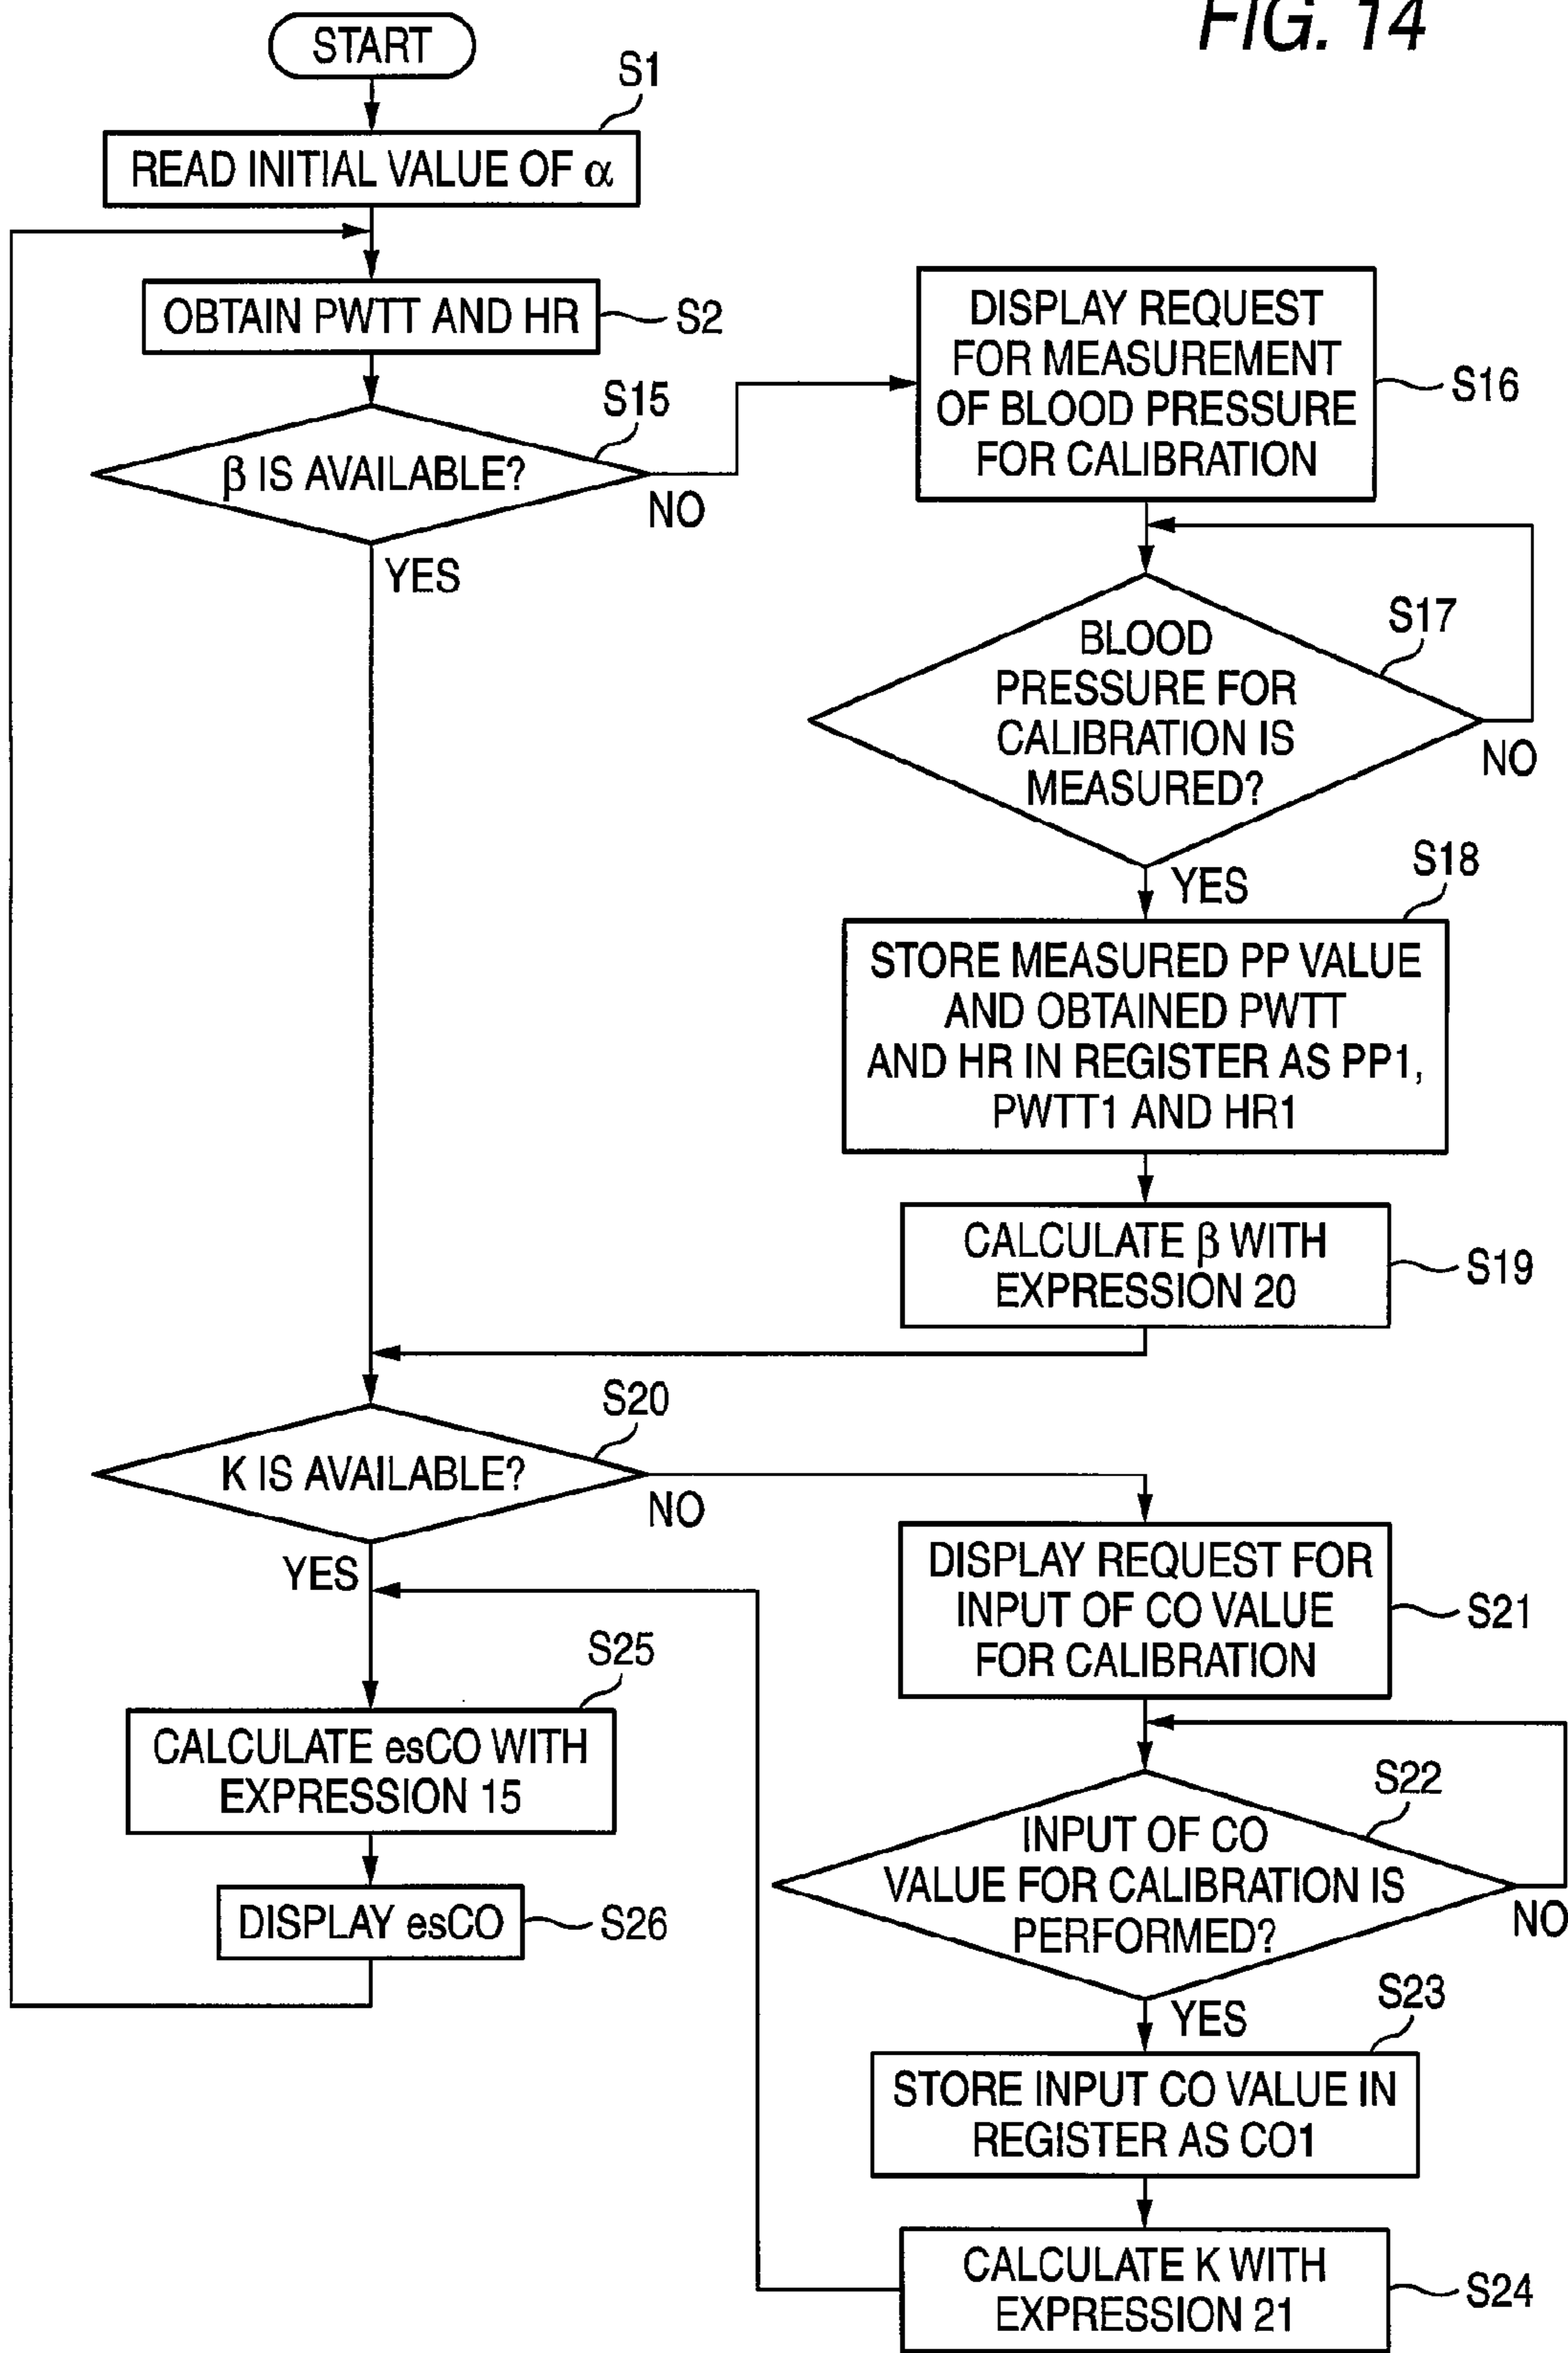 FIG. 14
START
S1
READ INITIAL VALUE OF α
OBTAIN PWTT AND HR
S2
S15
β IS AVAILABLE?
NO
YES
DISPLAY REQUEST
FOR MEASUREMENT
OF BLOOD PRESSURE
FOR CALIBRATION
S16
S17
BLOOD
PRESSURE FOR
CALIBRATION IS
MEASURED?
NO
YES
S18
STORE MEASURED PP VALUE
AND OBTAINED PWTT
AND HR IN REGISTER AS PP1,
PWTT1 AND HR1
CALCULATE β WITH
EXPRESSION 20
S19
S20
K IS AVAILABLE?
NO
YES
DISPLAY REQUEST FOR
INPUT OF CO VALUE
FOR CALIBRATION
S21
S22
INPUT OF CO
VALUE FOR CALIBRATION IS
PERFORMED?
NO
YES
S23
STORE INPUT CO VALUE IN
REGISTER AS CO1
CALCULATE K WITH
EXPRESSION 21
S24
S25
CALCULATE esCO WITH
EXPRESSION 15
DISPLAY esCO
S26